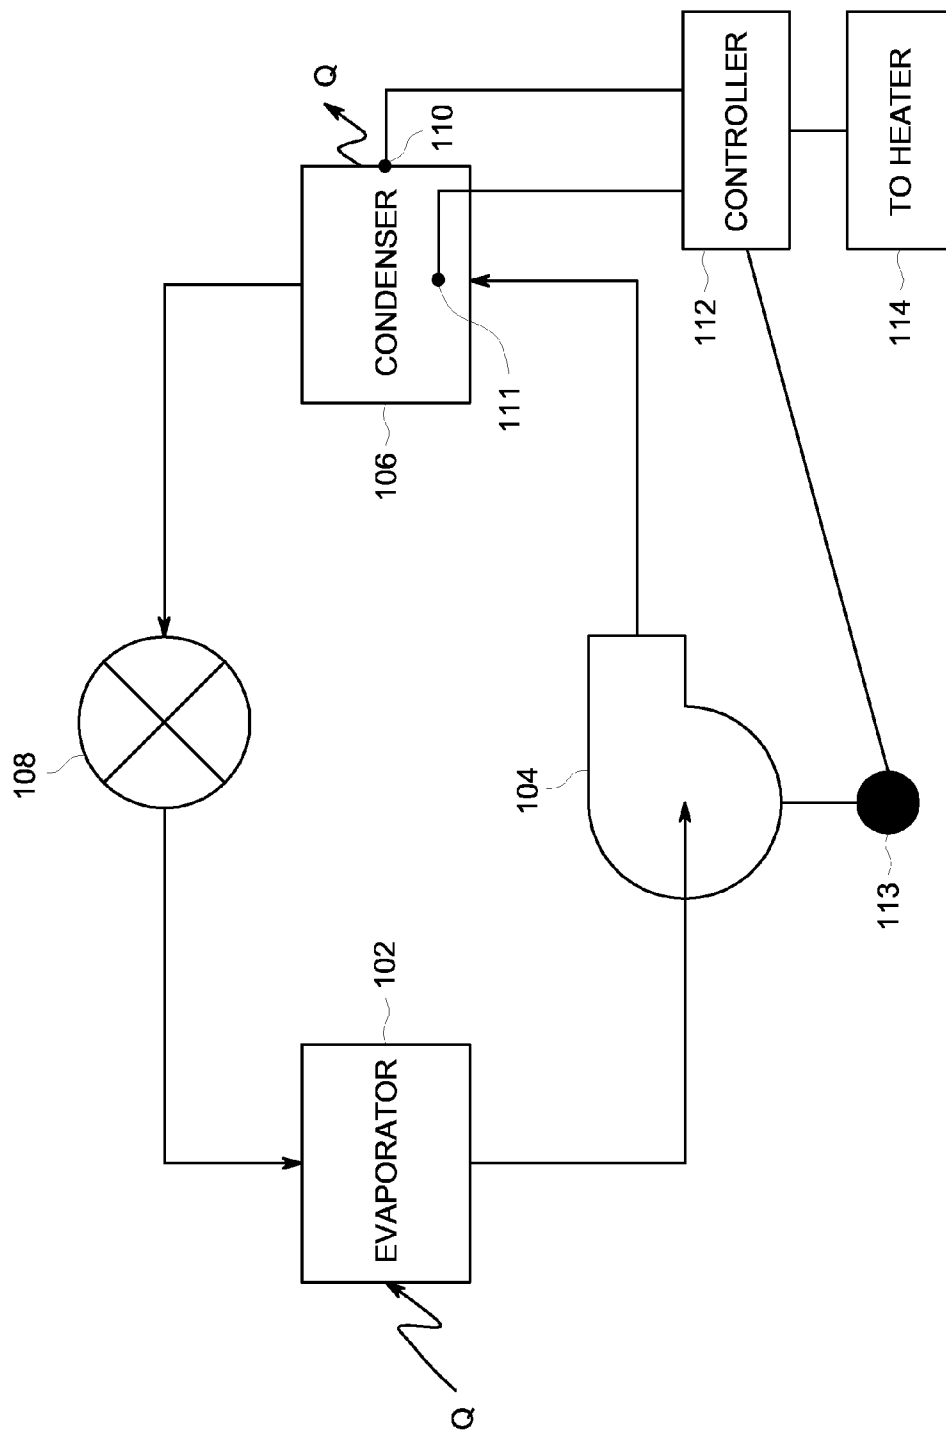 108
EVAPORATOR
102
Q
CONDENSER
106
Q
110
111
104
113
CONTROLLER
112
TO HEATER
114